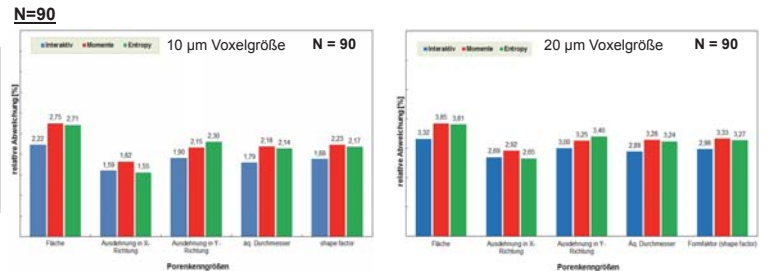 N=90
Interaktiv Momente Entropy 10 µm Voxelgröße N = 90
relative Abweichung [%]
2,22 2,75 2,71
1,59 1,82 1,55
1,90 2,15 2,30
1,79 2,18 2,14
2,23 2,17
Fläche
Ausdehnung in X-
Richtung
Ausdehnung in Y-
Richtung
äq. Durchmesser
shape factor
Porenkenngrößen
Interaktiv Momente Entropy 20 µm Voxelgröße N = 90
relative Abweichung [%]
3,32 3,85 3,81
2,69 2,92 2,65
3,00 3,25 3,40
2,89 3,28 3,24
2,98 3,33 3,27
Fläche
Ausdehnung in X-
Richtung
Ausdehnung in Y-
Richtung
Äq. Durchmesser
Formfaktor (shape factor)
Porenkenngrößen